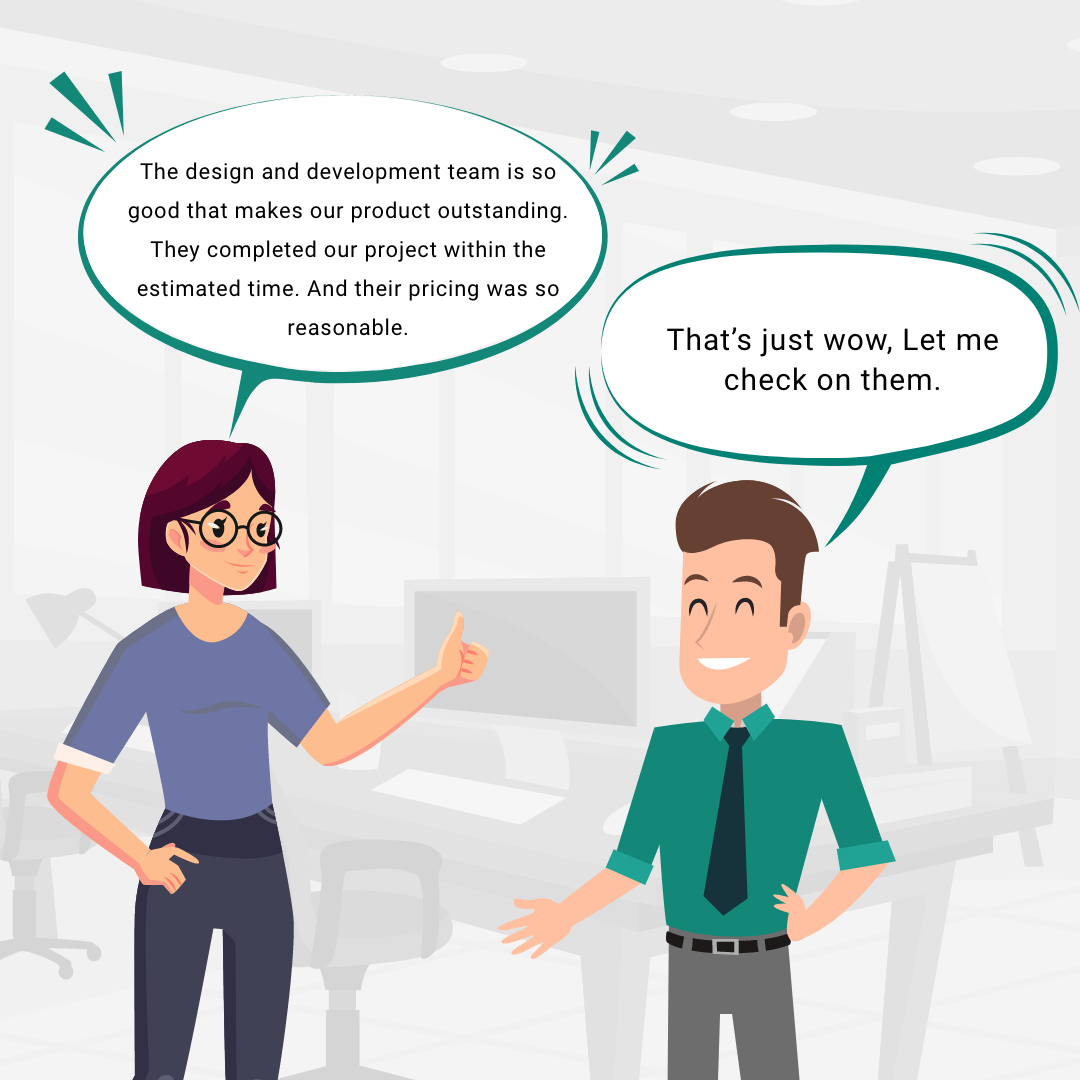 The design and development team is so
good that makes our product outstanding.
They completed our project within the
estimated time. And their pricing was so
reasonable.
That’s just wow, Let me
check on them.